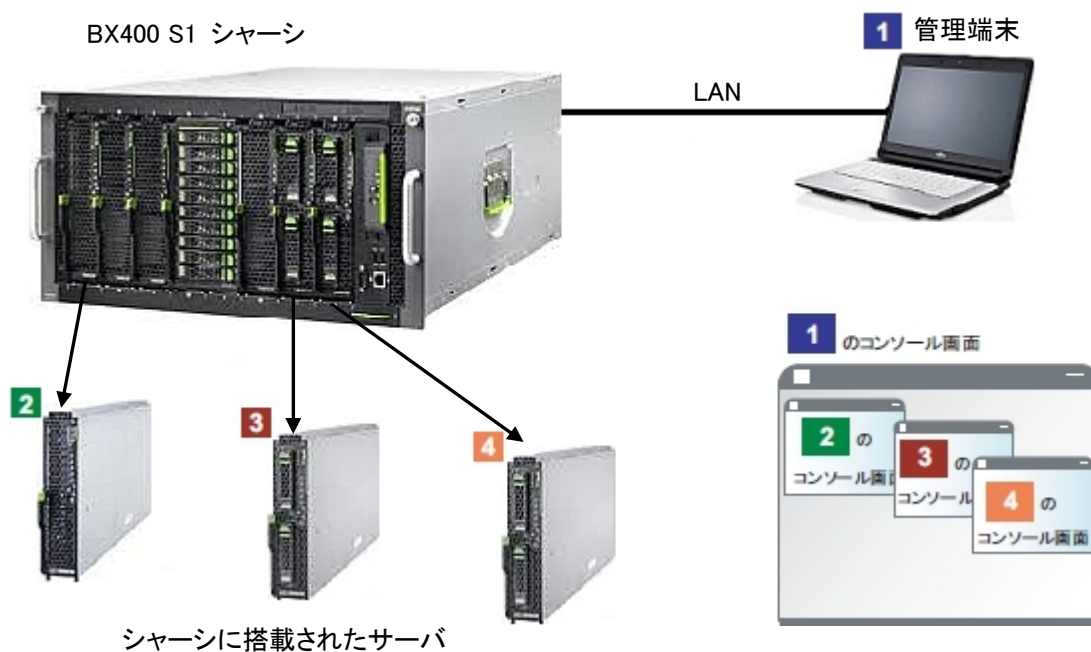 BX400 S1 シャーシ
1 管理端末
LAN
1 のコンソール画面
2
3
4
2 の
コンソール画面
3 の
コンソール
4 の
コンソール画面
シャーシに搭載されたサーバ